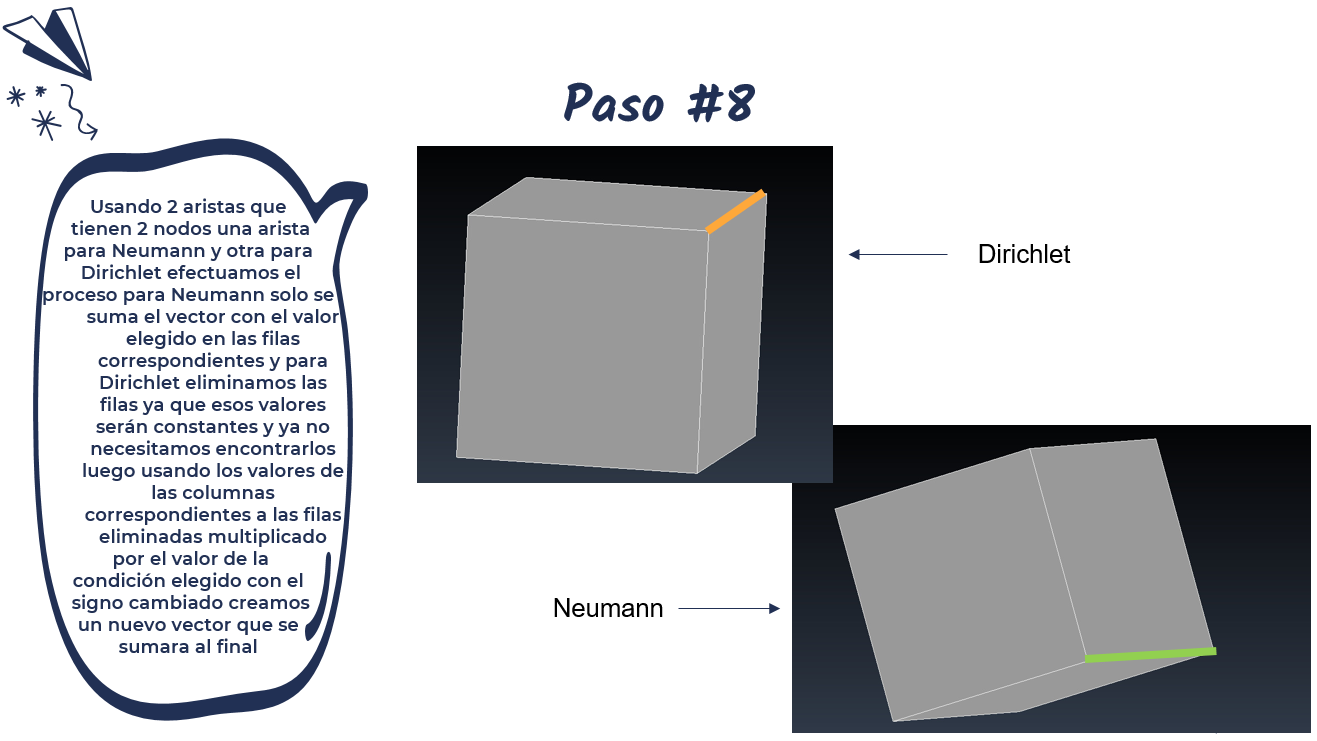 Paso #8
Usando 2 aristas que
tienen 2 nodos una arista
para Neumann y otra para
Dirichlet efectuamos el
proceso para Neumann solo se
suma el vector con el valor
elegido en las filas
correspondientes y para
Dirichlet eliminamos las
filas ya que esos valores
serán constantes y ya no
necesitamos encontrarlos
luego usando los valores de
las columnas
correspondientes a las filas
eliminadas multiplicado
por el valor de la
condición elegido con el
signo cambiado creamos
un nuevo vector que se
sumara al final
Dirichlet
Neumann